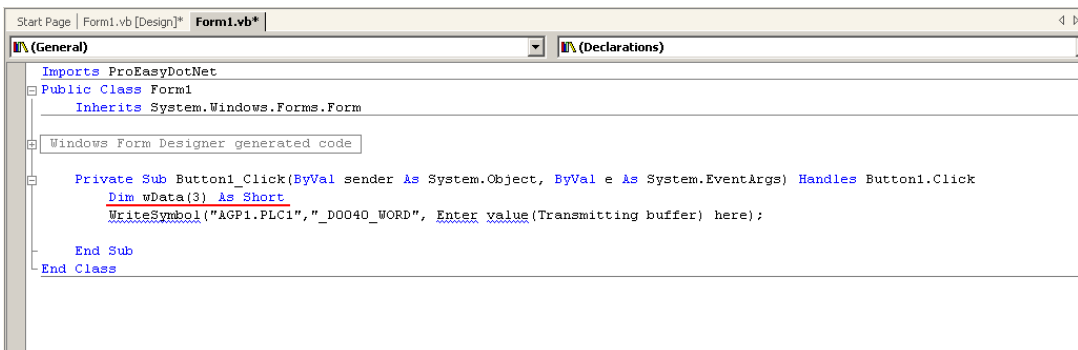 Start Page Form1.vb [Design]* Form1.vb*
(General) (Declarations)
Imports ProEasyDotNet
Public Class Form1
Inherits System.Windows.Forms.Form
Windows Form Designer generated code
Private Sub Button1_Click(ByVal sender As System.Object, ByVal e As System.EventArgs) Handles Button1.Click
Dim wData(3) As Short
WriteSymbol("AGP1.PLC1","_D0040_WORD", Enter value(Transmitting buffer) here);
End Sub
End Class